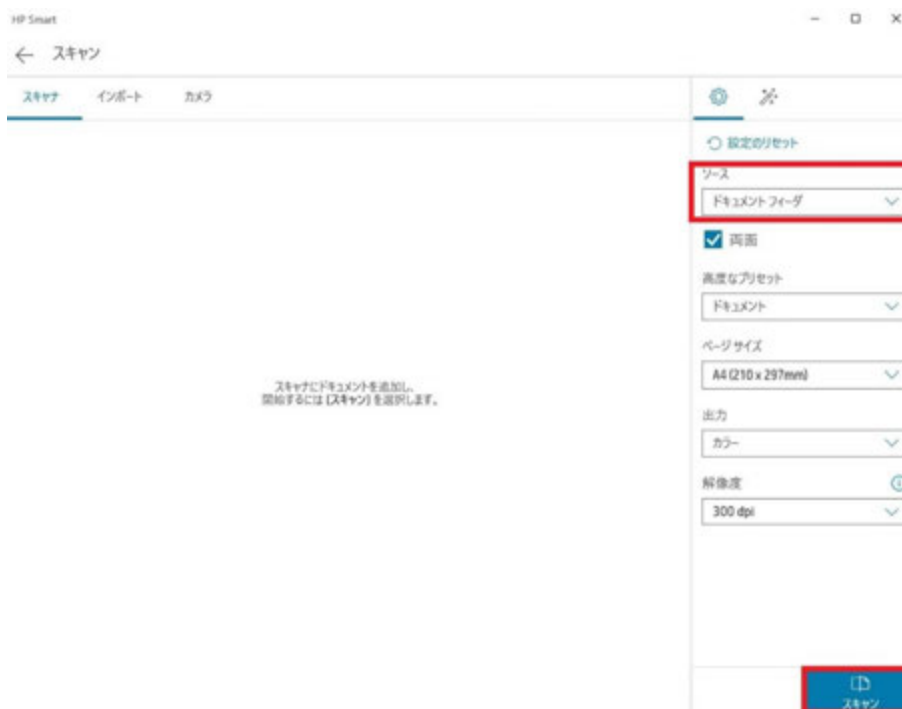 HP Smart
スキャン
スキャナ インポート カメラ
設定のリセット
ソース
ドキュメント フィーダ
両面
高度なプリセット
ドキュメント
ページ サイズ
A4 (210 x 297mm)
スキャナにドキュメントを追加し、
開始するには [スキャン] を選択します。
出力
カラー
解像度
300 dpi
スキャン